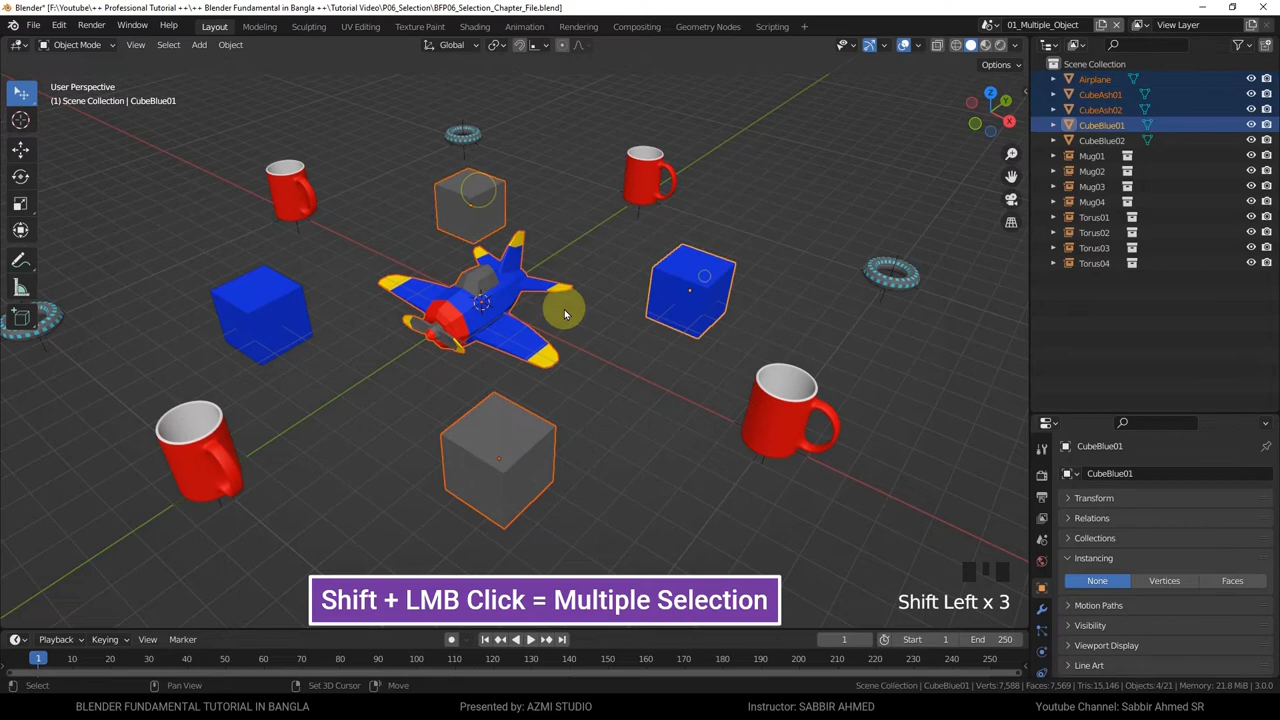 Blender* [F:\Youtube\++ Professional Tutorial ++\++ Blender Fundamental in Bangla ++\Tutorial Video\P06_Selection\BFP06_Selection_Chapter_File.blend]
File Edit Render Window Help Layout Modeling Sculpting UV Editing Texture Paint Shading Animation Rendering Compositing Geometry Nodes Scripting + 01_Multiple_Object View Layer
Object Mode View Select Add Object Global
Options
User Perspective
(1) Scene Collection | CubeBlue01
Z
Y
X
Scene Collection
Airplane
CubeAsh01
CubeAsh02
CubeBlue01
CubeBlue02
Mug01
Mug02
Mug03
Mug04
Torus01
Torus02
Torus03
Torus04
CubeBlue01
CubeBlue01
Transform
Relations
Collections
Instancing
None Vertices Faces
Motion Paths
Visibility
Viewport Display
Line Art
Shift + LMB Click = Multiple Selection
Shift Left x 3
Playback Keying View Marker 1 Start 1 End 250
1 10 20 30 40 50 60 70 80 90 100 110 120 130 140 150 160 170 180 190 200 210 220 230 240 250
Select Pan View Set 3D Cursor Move Scene Collection | CubeBlue01 | Verts:7,588 | Faces:7,569 | Tris:15,146 | Objects:4/21 | Memory: 21.8 MiB | 3.0.0
BLENDER FUNDAMENTAL TUTORIAL IN BANGLA Presented by: AZMI STUDIO Instructor: SABBIR AHMED Youtube Channel: Sabbir Ahmed SR